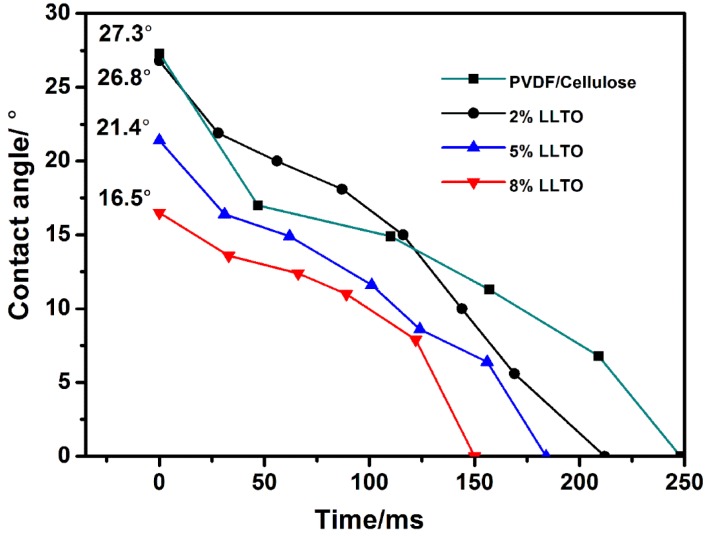 30
25
20
15
10
5
0
Contact angle/ °
27.3°
26.8°
21.4°
16.5°
PVDF/Cellulose
2% LLTO
5% LLTO
8% LLTO
0 50 100 150 200 250
Time/ms